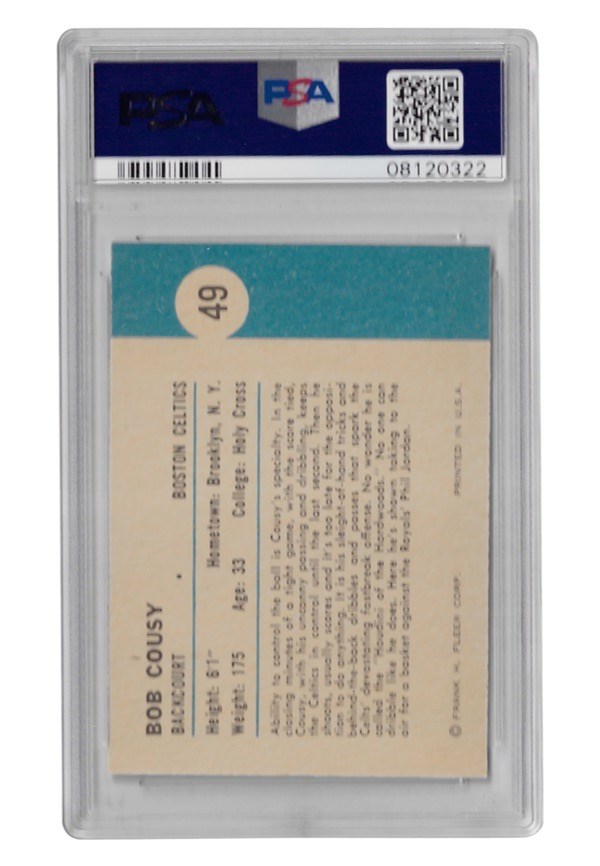 PSA
PSA
08120322
49
BOB COUSY
BACKCOURT BOSTON CELTICS
Height: 6'1" Hometown: Brooklyn, N. Y.
Weight: 175 Age: 33 College: Holy Cross
Ability to control the ball is Cousy's specialty. In the
closing minutes of a tight game, with the score tied,
Cousy, with his uncanny passing and dribbling, keeps
the Celtics in control until the last second. Then he
shoots, usually scores and it's too late for the opposi-
tion to do anything. It is his sleight-of-hand tricks and
behind-the-back dribbles and passes that spark the
Celts devastating fastbreak offense. No wonder he is
called the "Houdini of the Hardwoods." No one can
dribble like he does. Here he's shown taking to the
air for a basket against the Royals' Phil Jordan.
© FRANK H. FLEER CORP. PRINTED IN U.S.A.